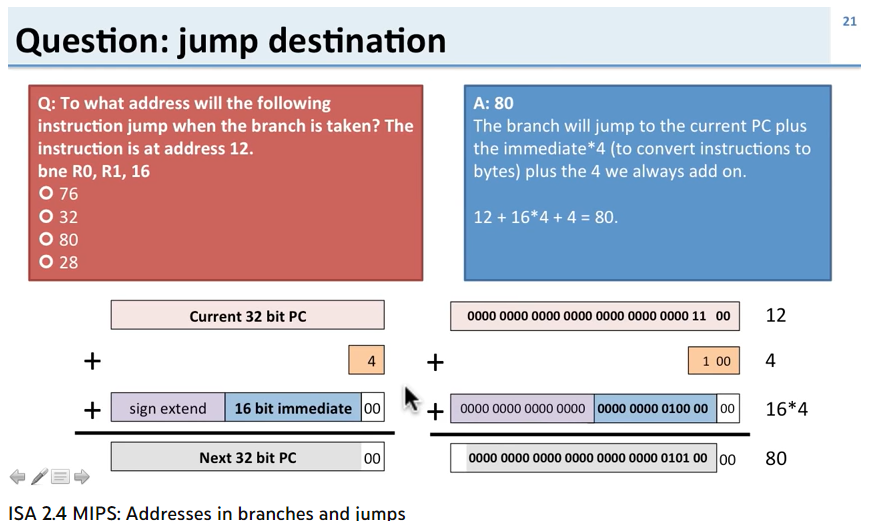 21
Question: jump destination
Q: To what address will the following
instruction jump when the branch is taken? The
instruction is at address 12.
bne R0, R1, 16
76
32
80
28
A: 80
The branch will jump to the current PC plus
the immediate*4 (to convert instructions to
bytes) plus the 4 we always add on.
12 + 16*4 + 4 = 80.
Current 32 bit PC
+ 4
+ sign extend 16 bit immediate 00
Next 32 bit PC 00
0000 0000 0000 0000 0000 0000 0000 11 00 12
+ 1 00 4
+ 0000 0000 0000 0000 0000 0000 0100 00 00 16*4
0000 0000 0000 0000 0000 0000 0101 00 00 80
ISA 2.4 MIPS: Addresses in branches and jumps